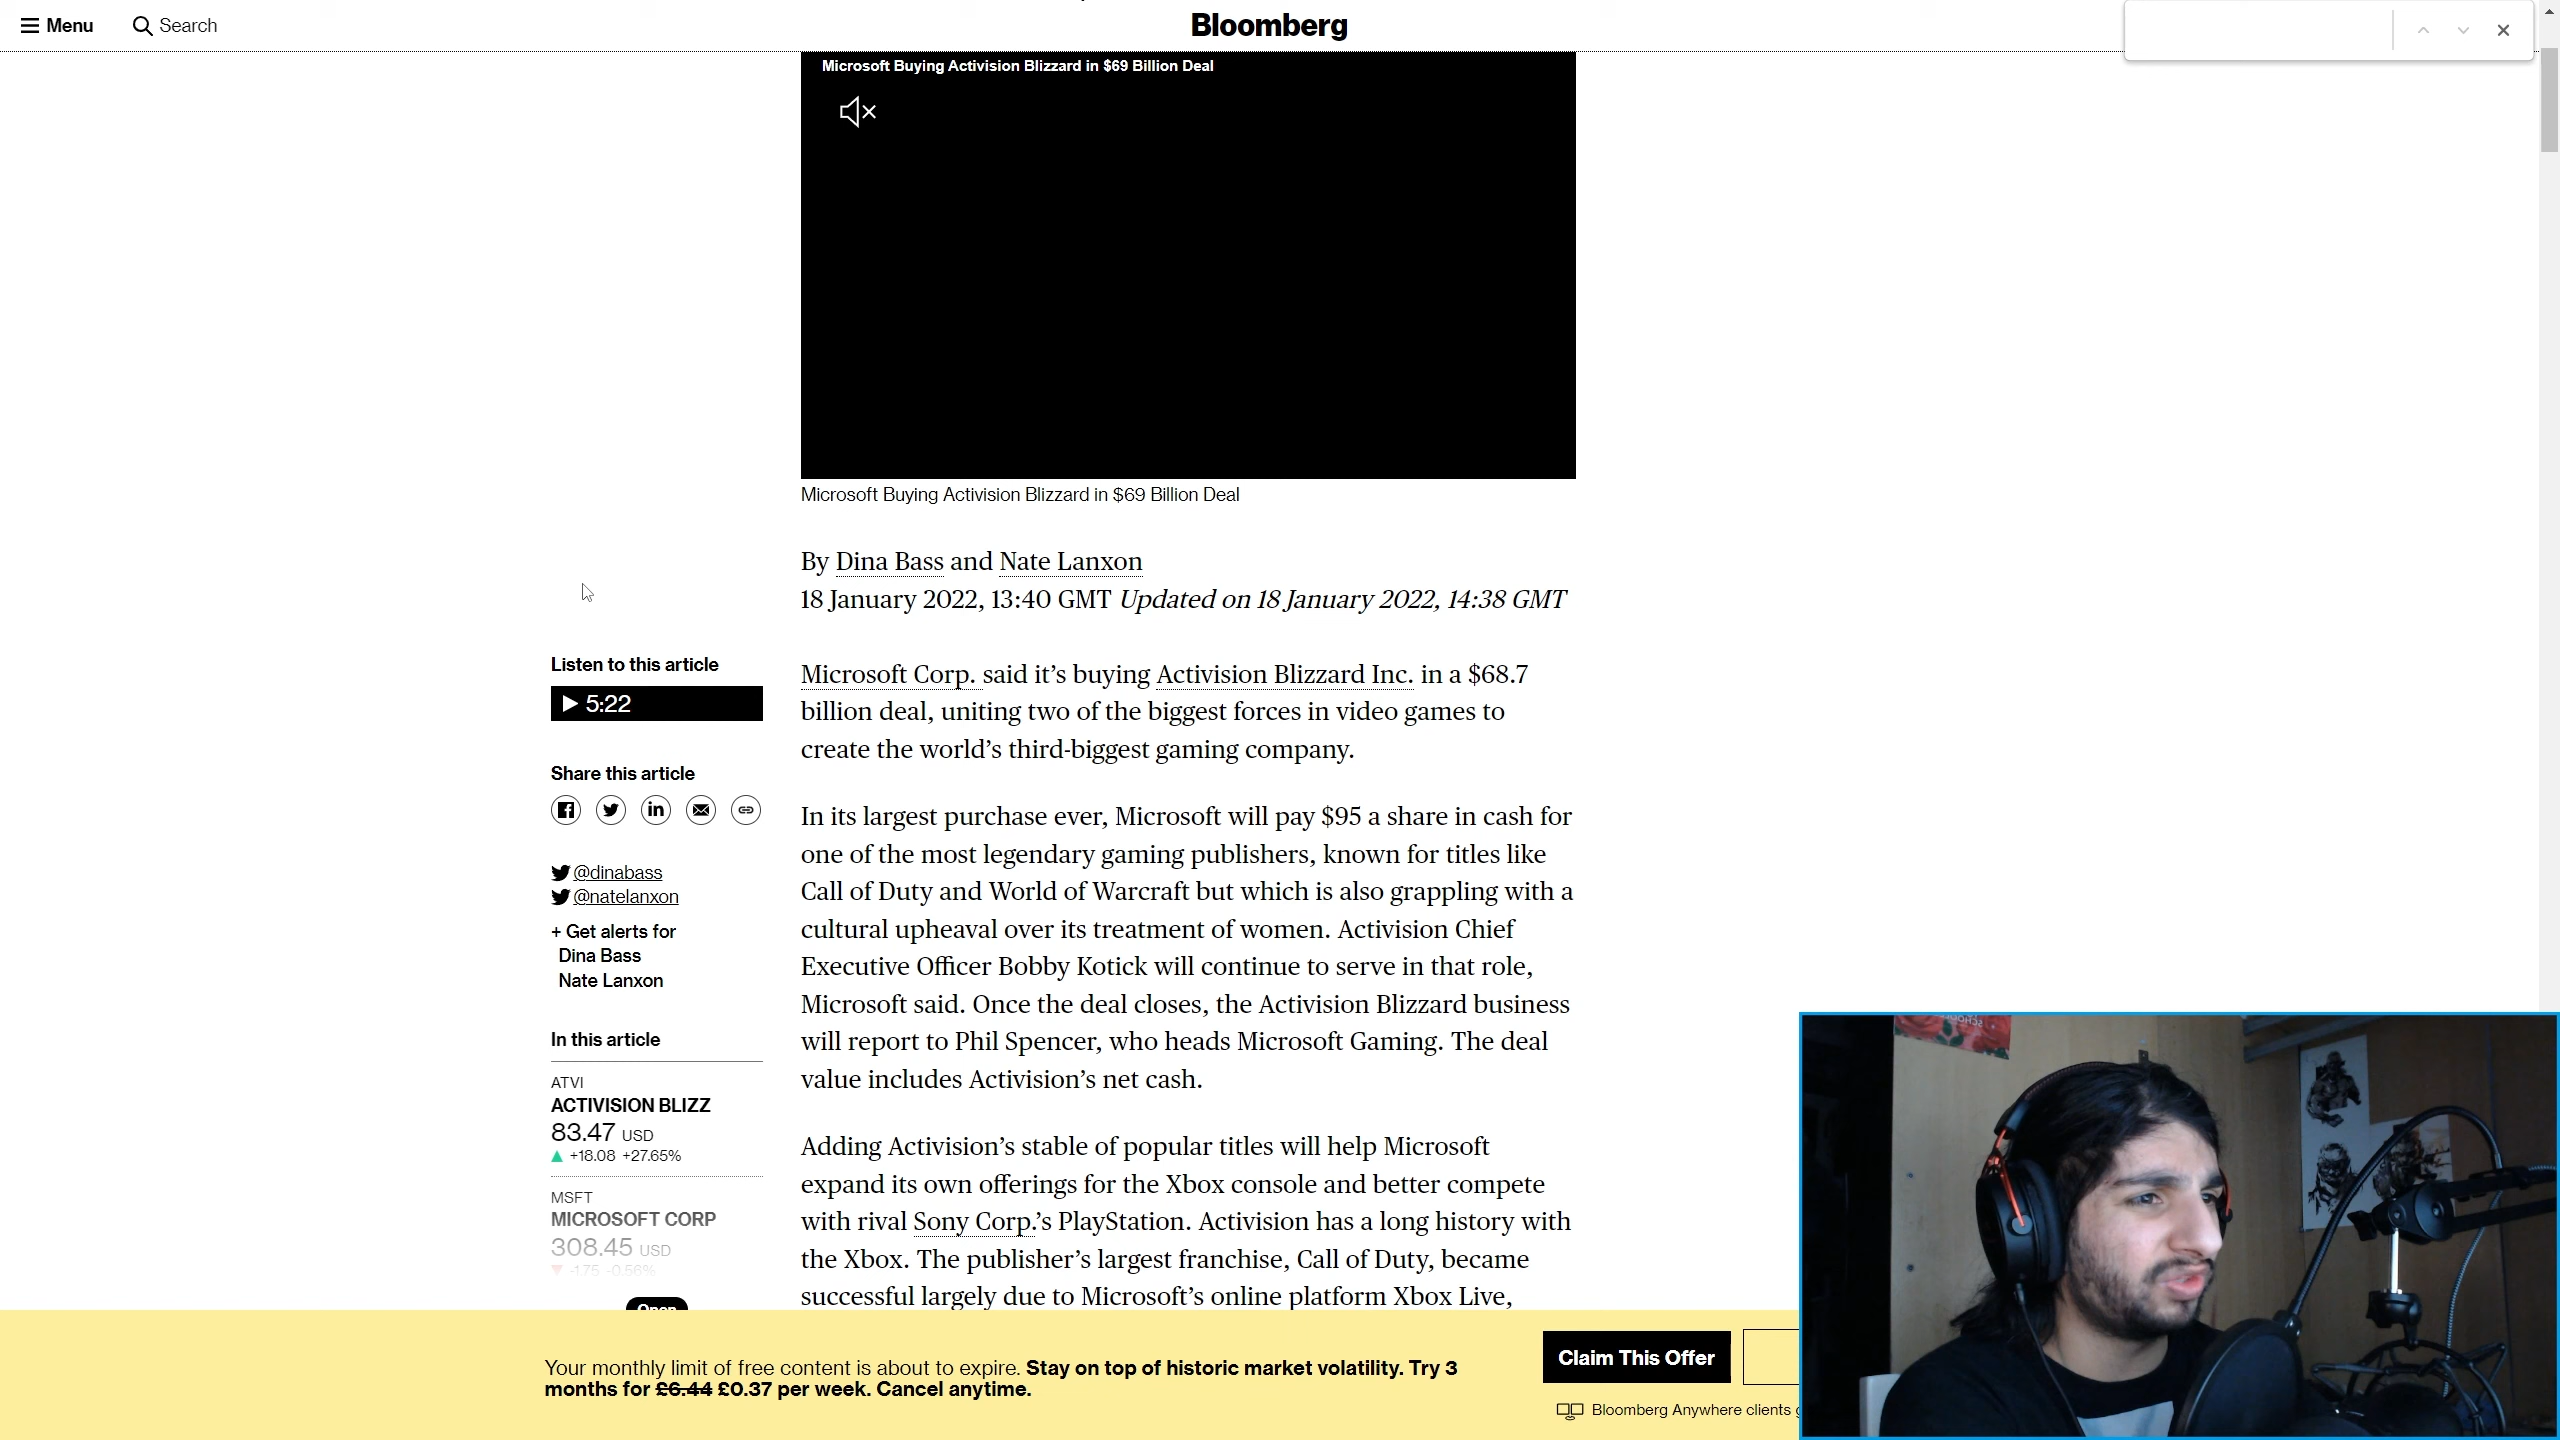 Menu
Search
Bloomberg
Microsoft Buying Activision Blizzard in $69 Billion Deal
Microsoft Buying Activision Blizzard in $69 Billion Deal
By Dina Bass and Nate Lanxon
18 January 2022, 13:40 GMT Updated on 18 January 2022, 14:38 GMT
Listen to this article
5:22
Share this article
@dinabass
@natelanxon
+ Get alerts for
Dina Bass
Nate Lanxon
In this article
ATVI
ACTIVISION BLIZZ
83.47 USD
+18.08 +27.65%
MSFT
MICROSOFT CORP
308.45 USD
-1.75 -0.56%
Open
Microsoft Corp. said it’s buying Activision Blizzard Inc. in a $68.7
billion deal, uniting two of the biggest forces in video games to
create the world’s third-biggest gaming company.
In its largest purchase ever, Microsoft will pay $95 a share in cash for
one of the most legendary gaming publishers, known for titles like
Call of Duty and World of Warcraft but which is also grappling with a
cultural upheaval over its treatment of women. Activision Chief
Executive Officer Bobby Kotick will continue to serve in that role,
Microsoft said. Once the deal closes, the Activision Blizzard business
will report to Phil Spencer, who heads Microsoft Gaming. The deal
value includes Activision’s net cash.
Adding Activision’s stable of popular titles will help Microsoft
expand its own offerings for the Xbox console and better compete
with rival Sony Corp.’s PlayStation. Activision has a long history with
the Xbox. The publisher’s largest franchise, Call of Duty, became
successful largely due to Microsoft’s online platform Xbox Live,
Your monthly limit of free content is about to expire. Stay on top of historic market volatility. Try 3
months for £6.44 £0.37 per week. Cancel anytime.
Claim This Offer
Bloomberg Anywhere clients